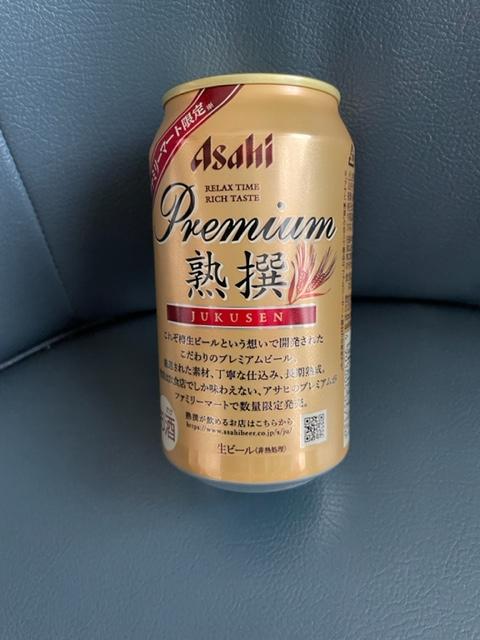 ミリーマート限定※
Asahi
RELAX TIME
RICH TASTE
Premium
熟撰
JUKUSEN
これぞ樽生ビールという想いで開発された
こだわりのプレミアムビール。
された素材、丁寧な仕込み、長期熟成。
飲食店でしか味わえない、アサヒのプレミアムが
ファミリーマートで数量限定発売。
熟撰が飲めるお店はこちらから
https://www.asahibeer.co.jp/s/ju/
お酒
生ビール(非熱処理)